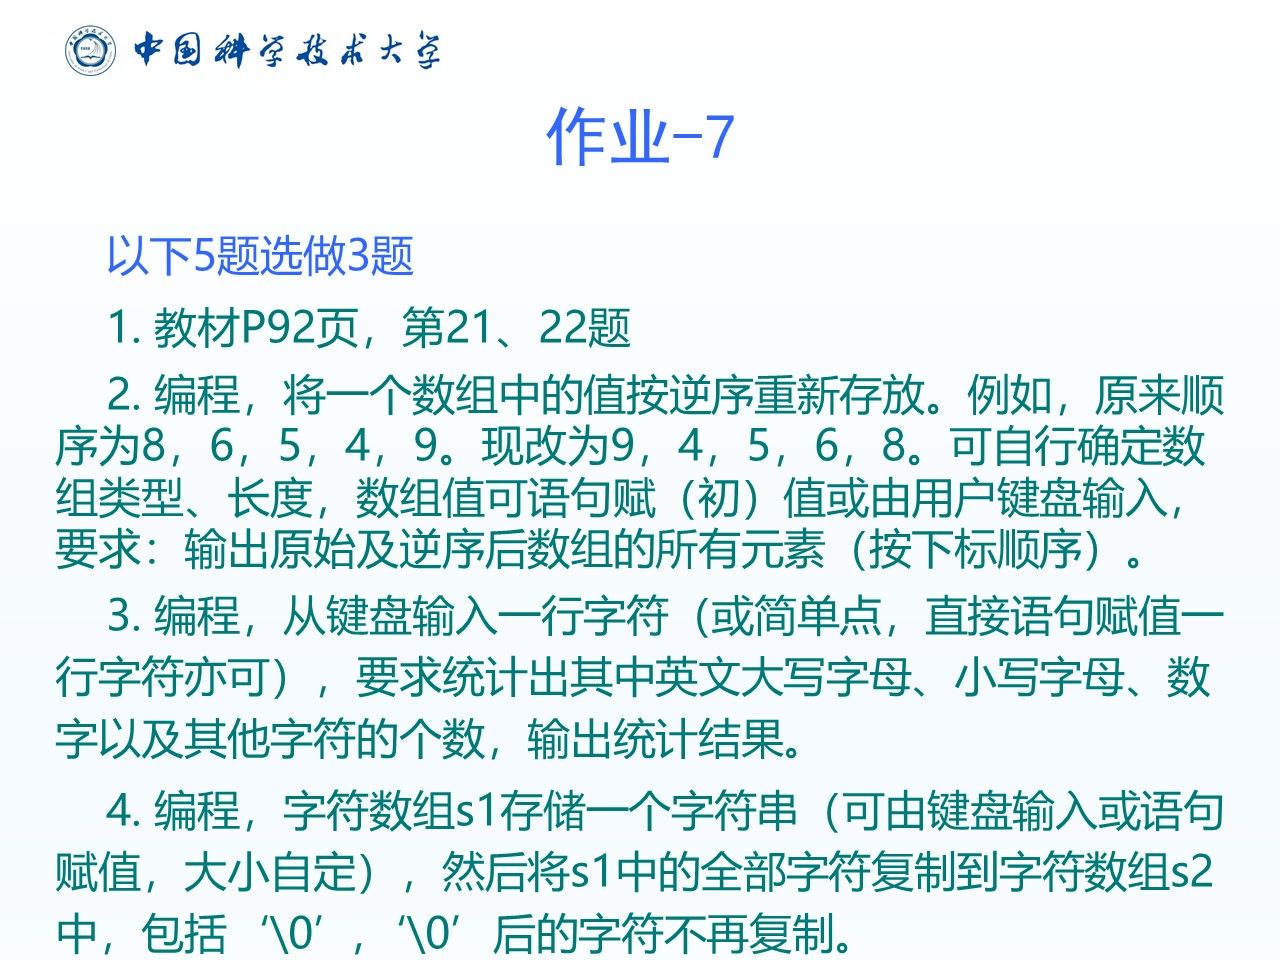 中国科学技术大学
作业-7
以下5题选做3题
1. 教材P92页，第21、22题
2. 编程，将一个数组中的值按逆序重新存放。例如，原来顺
序为8，6，5，4，9。现改为9，4，5，6，8。可自行确定数
组类型、长度，数组值可语句赋（初）值或由用户键盘输入，
要求：输出原始及逆序后数组的所有元素（按下标顺序）。
3. 编程，从键盘输入一行字符（或简单点，直接语句赋值一
行字符亦可），要求统计出其中英文大写字母、小写字母、数
字以及其他字符的个数，输出统计结果。
4. 编程，字符数组s1存储一个字符串（可由键盘输入或语句
赋值，大小自定），然后将s1中的全部字符复制到字符数组s2
中，包括‘\0’，‘\0’后的字符不再复制。